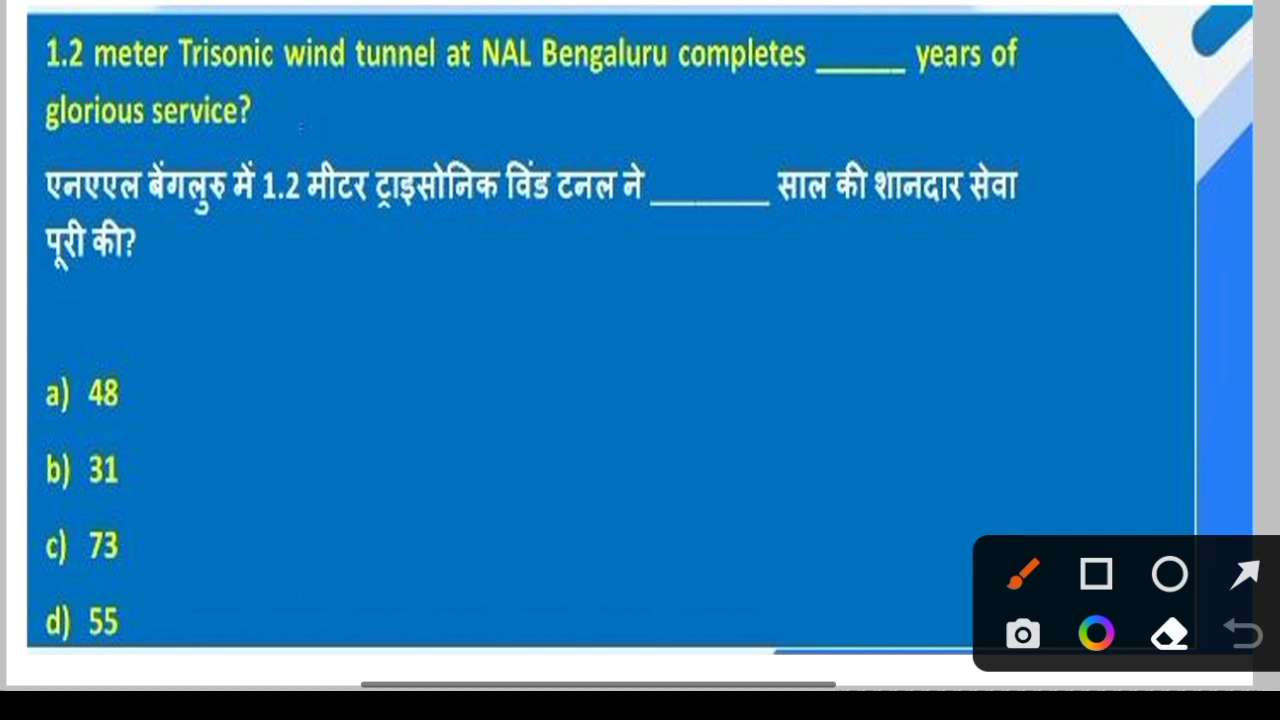 1.2 meter Trisonic wind tunnel at NAL Bengaluru completes ______ years of
glorious service?
एनएएल बेंगलुरु में 1.2 मीटर ट्राइसोनिक विंड टनल ने ________ साल की शानदार सेवा
पूरी की?
a) 48
b) 31
c) 73
d) 55